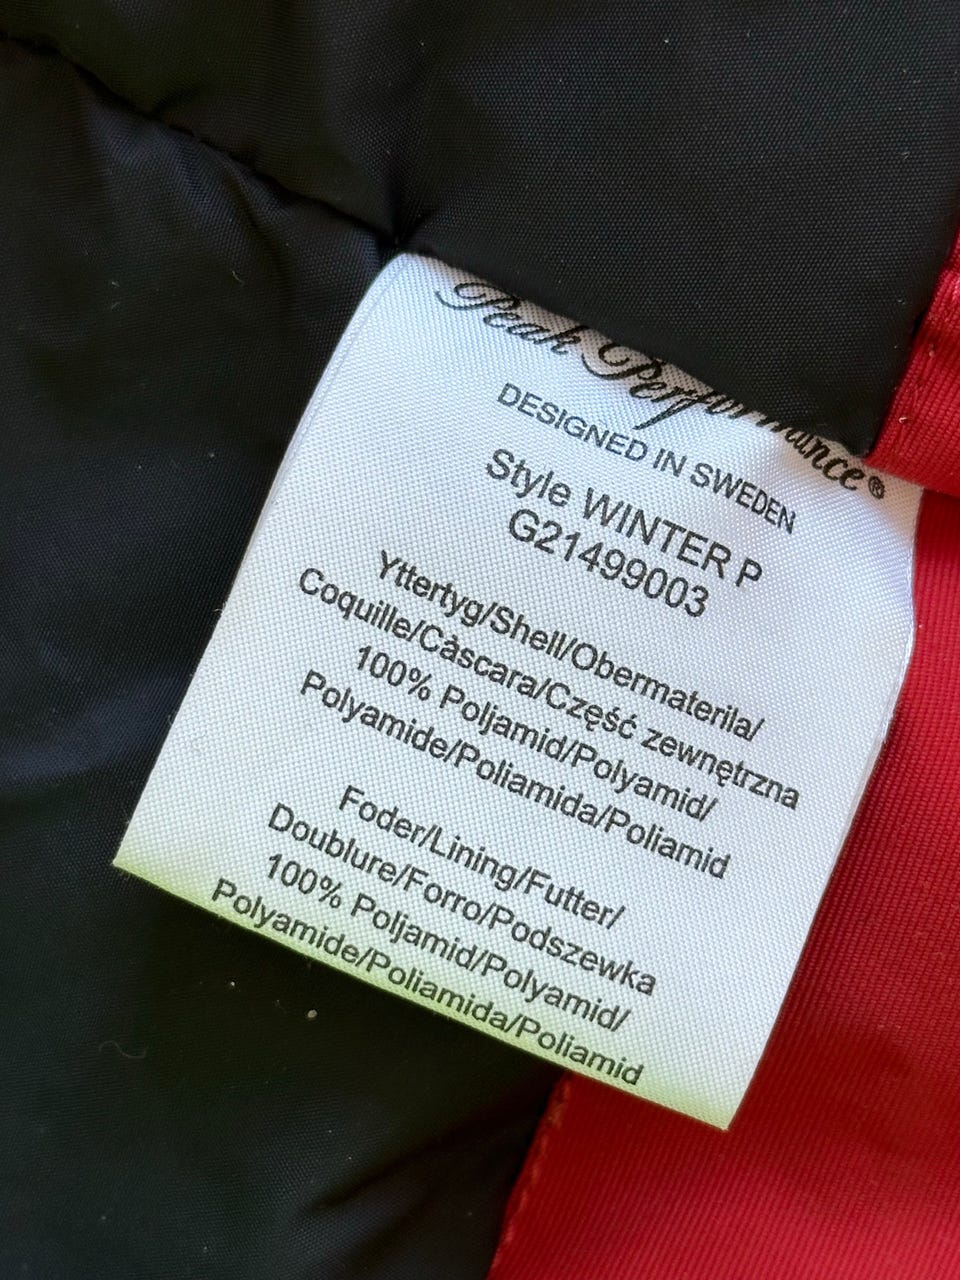 Peak Performance®
DESIGNED IN SWEDEN
Style WINTER P
G21499003
Yttertyg/Shell/Obermaterila/
Coquille/Càscara/Część zewnętrzna
100% Poljamid/Polyamid/
Polyamide/Poliamida/Poliamid
Foder/Lining/Futter/
Doublure/Forro/Podszewka
100% Poljamid/Polyamid/
Polyamide/Poliamida/Poliamid